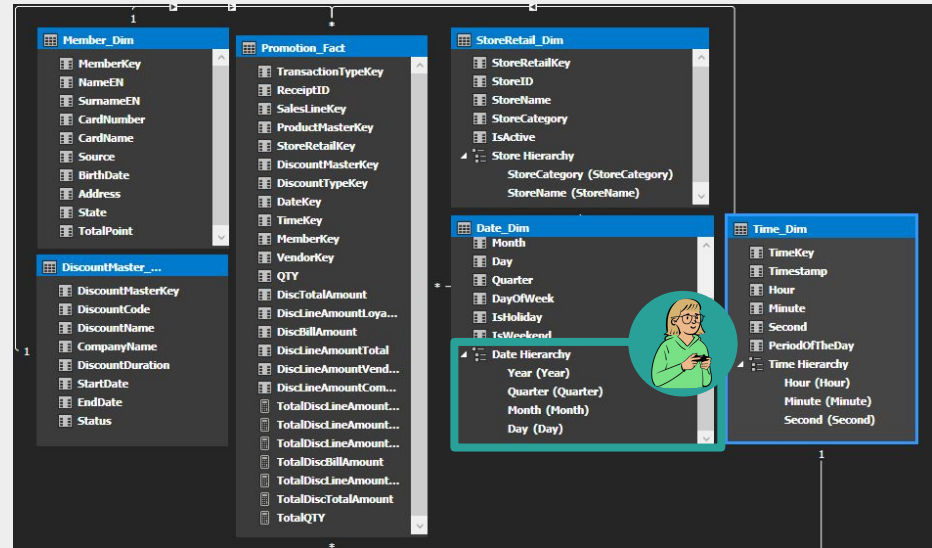 1
*
Member_Dim
MemberKey
NameEN
SurnameEN
CardNumber
CardName
Source
BirthDate
Address
State
TotalPoint
DiscountMaster_...
DiscountMasterKey
DiscountCode
DiscountName
CompanyName
DiscountDuration
StartDate
EndDate
Status
1
Promotion_Fact
TransactionTypeKey
ReceiptID
SalesLineKey
ProductMasterKey
StoreRetailKey
DiscountMasterKey
DiscountTypeKey
DateKey
TimeKey
MemberKey
VendorKey
QTY
DiscTotalAmount
DiscLineAmountLoya...
DiscBillAmount
DiscLineAmountTotal
DiscLineAmountVend...
DiscLineAmountCom...
TotalDiscLineAmount...
TotalDiscLineAmount...
TotalDiscLineAmount...
TotalDiscBillAmount
TotalDiscLineAmount...
TotalDiscTotalAmount
TotalQTY
*
StoreRetail_Dim
StoreRetailKey
StoreID
StoreName
StoreCategory
IsActive
Store Hierarchy
StoreCategory (StoreCategory)
StoreName (StoreName)
*
Date_Dim
Month
Day
Quarter
DayOfWeek
IsHoliday
IsWeekend
Date Hierarchy
Year (Year)
Quarter (Quarter)
Month (Month)
Day (Day)
Time_Dim
TimeKey
Timestamp
Hour
Minute
Second
PeriodOfTheDay
Time Hierarchy
Hour (Hour)
Minute (Minute)
Second (Second)
1